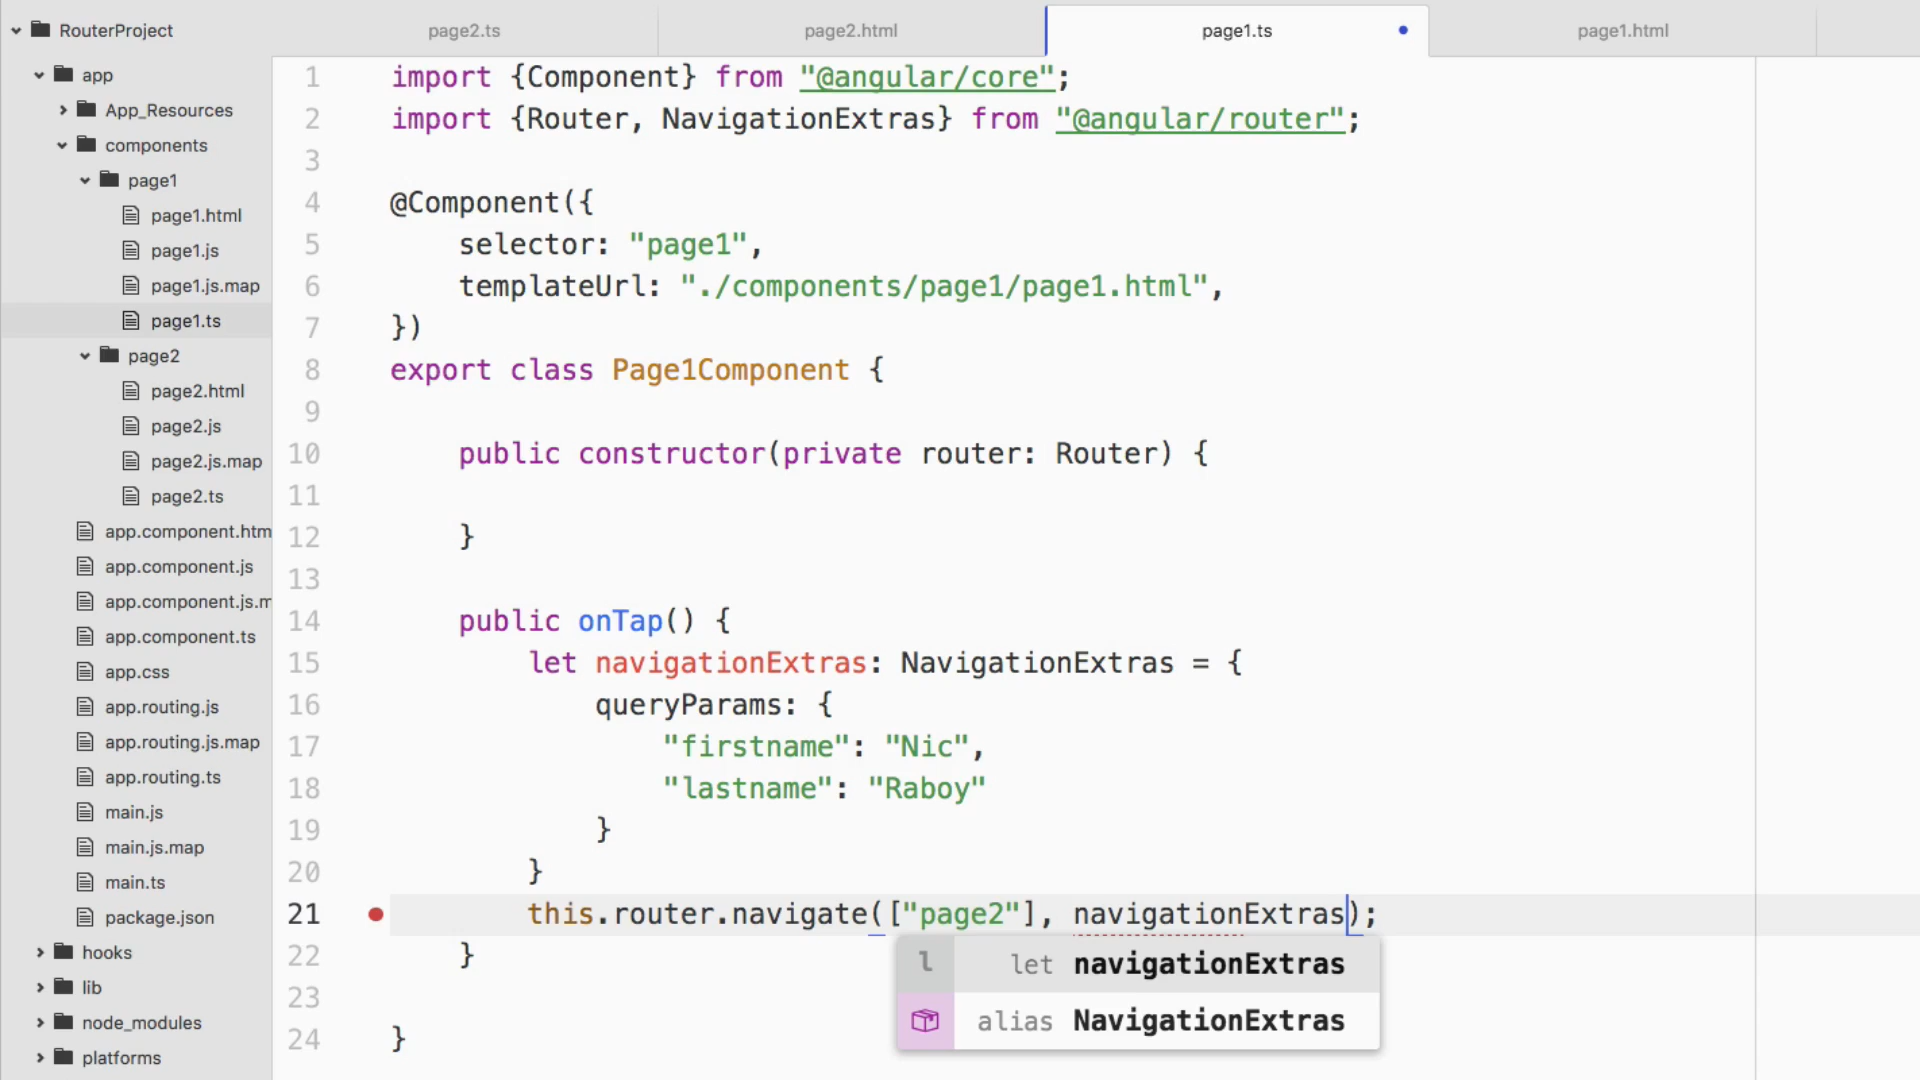 RouterProject
app
App_Resources
components
page1
page1.html
page1.js
page1.js.map
page1.ts
page2
page2.html
page2.js
page2.js.map
page2.ts
app.component.htm
app.component.js
app.component.js.m
app.component.ts
app.css
app.routing.js
app.routing.js.map
app.routing.ts
main.js
main.js.map
main.ts
package.json
hooks
lib
node_modules
platforms
page2.ts
page2.html
page1.ts
page1.html
1 import {Component} from "@angular/core";
2 import {Router, NavigationExtras} from "@angular/router";
3
4 @Component({
5 selector: "page1",
6 templateUrl: "./components/page1/page1.html",
7 })
8 export class Page1Component {
9
10 public constructor(private router: Router) {
11
12 }
13
14 public onTap() {
15 let navigationExtras: NavigationExtras = {
16 queryParams: {
17 "firstname": "Nic",
18 "lastname": "Raboy"
19 }
20 }
21 this.router.navigate(["page2"], navigationExtras);
22 }
23
24 }
l let navigationExtras
alias NavigationExtras